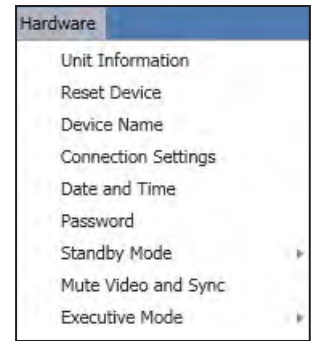 Hardware
Unit Information
Reset Device
Device Name
Connection Settings
Date and Time
Password
Standby Mode
Mute Video and Sync
Executive Mode